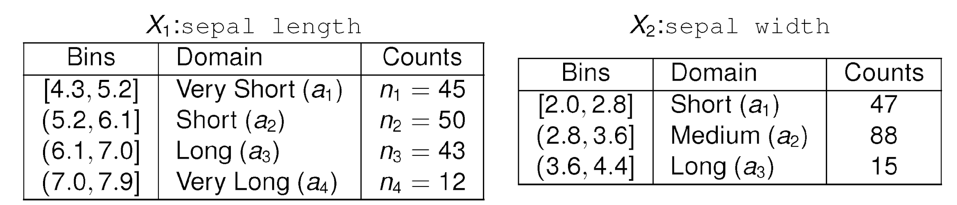 X₁:sepal length
Bins Domain Counts
[4.3, 5.2] Very Short (a₁) n₁ = 45
(5.2, 6.1] Short (a₂) n₂ = 50
(6.1, 7.0] Long (a₃) n₃ = 43
(7.0, 7.9] Very Long (a₄) n₄ = 12
X₂:sepal width
Bins Domain Counts
[2.0, 2.8] Short (a₁) 47
(2.8, 3.6] Medium (a₂) 88
(3.6, 4.4] Long (a₃) 15